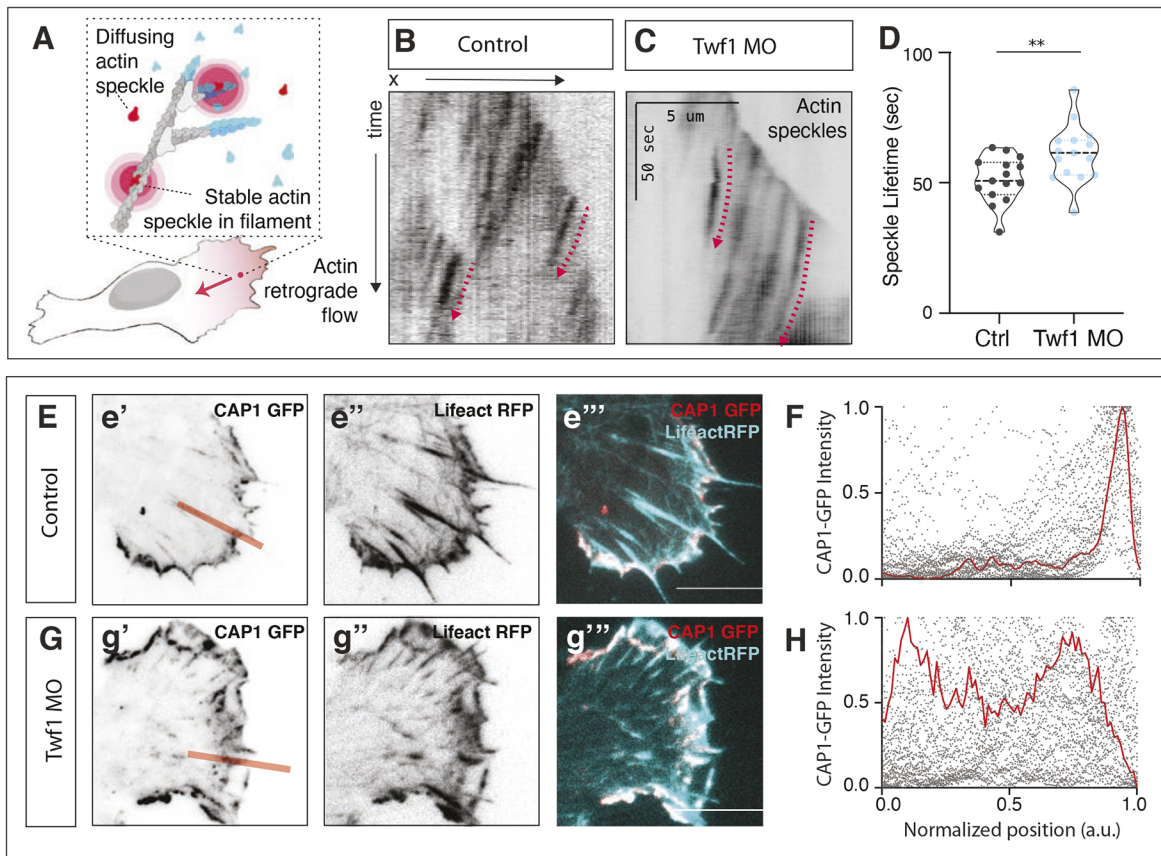 A
Diffusing
actin
speckle
Stable actin
speckle in filament
Actin
retrograde
flow
B
Control
x
time
C
Twf1 MO
5 um
50 sec
Actin
speckles
D
**
100
50
0
Speckle Lifetime (sec)
Ctrl
Twf1 MO
E
Control
e'
CAP1 GFP
e''
Lifeact RFP
e'''
CAP1 GFP
LifeactRFP
F
CAP1-GFP Intensity
1.0
0.5
0.0
G
Twf1 MO
g'
CAP1 GFP
g''
Lifeact RFP
g'''
CAP1 GFP
LifeactRFP
H
CAP1-GFP Intensity
1.0
0.5
0.0
0.0
0.5
1.0
Normalized position (a.u.)